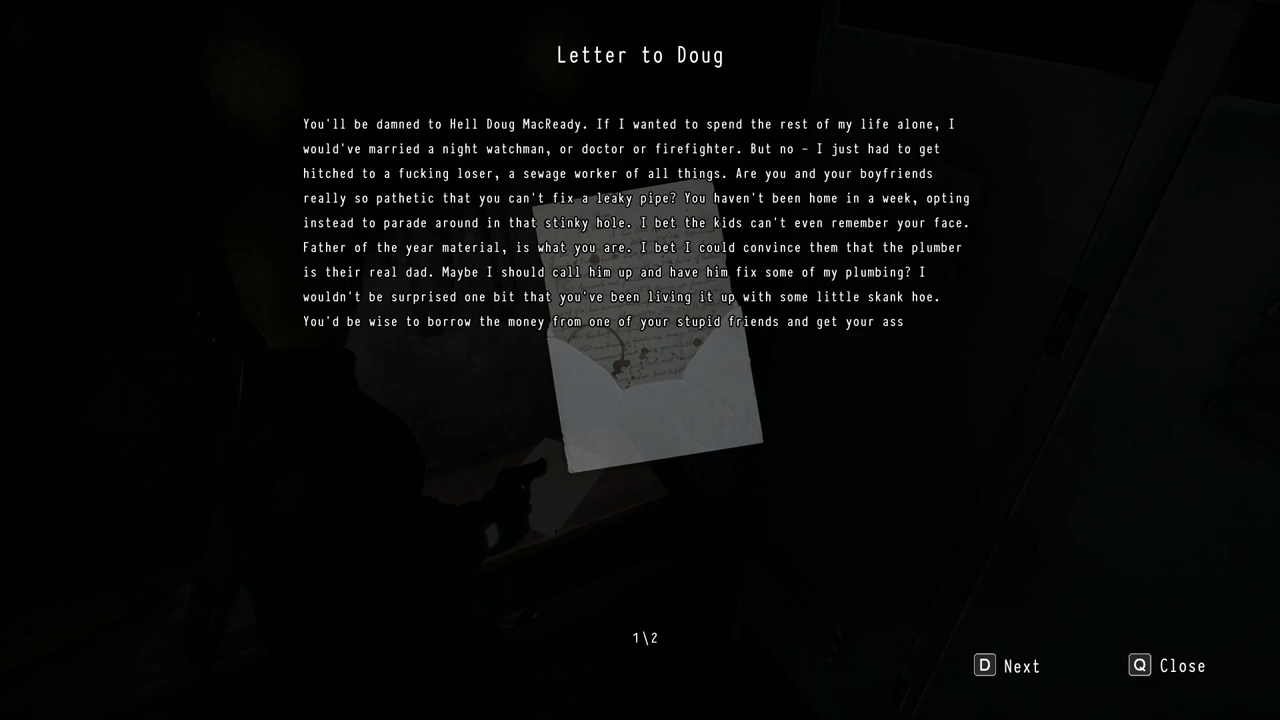 Letter to Doug
You'll be damned to Hell Doug MacReady. If I wanted to spend the rest of my life alone, I
would've married a night watchman, or doctor or firefighter. But no – I just had to get
hitched to a fucking loser, a sewage worker of all things. Are you and your boyfriends
really so pathetic that you can't fix a leaky pipe? You haven't been home in a week, opting
instead to parade around in that stinky hole. I bet the kids can't even remember your face.
Father of the year material, is what you are. I bet I could convince them that the plumber
is their real dad. Maybe I should call him up and have him fix some of my plumbing? I
wouldn't be surprised one bit that you've been living it up with some little skank hoe.
You'd be wise to borrow the money from one of your stupid friends and get your ass
1\2
D Next
Q Close